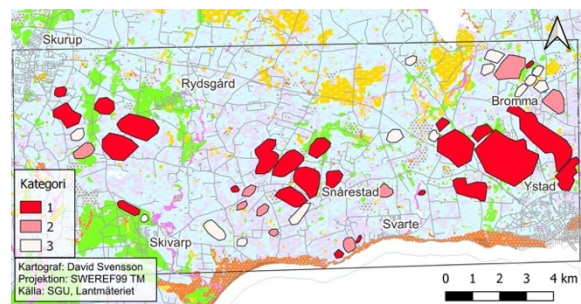 Skurup
Rydsgård
Bromma
Kategori
1
2
3
Snårestad
Ystad
Svarte
Skivarp
Kartograf: David Svensson
Projektion: SWEREF99 TM
Källa: SGU, Lantmäteriet
0 1 2 3 4 km